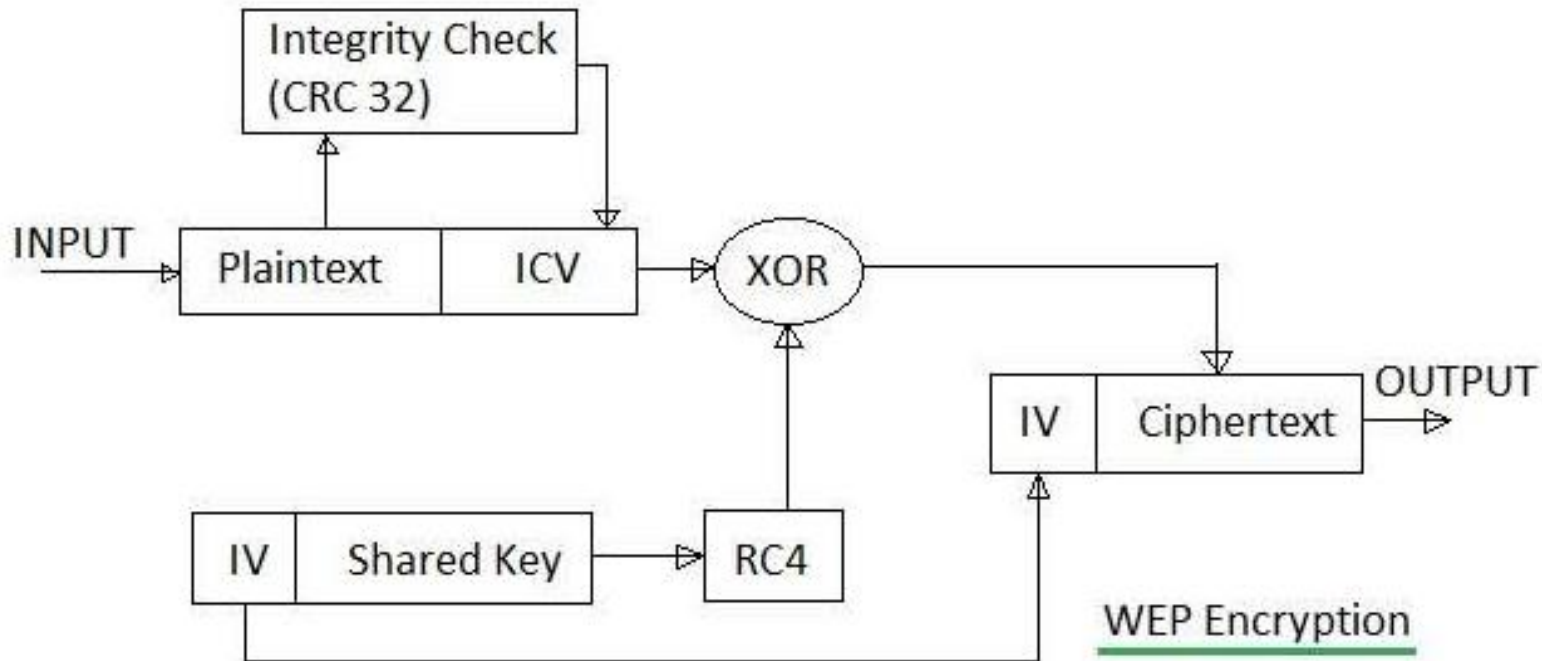 Integrity Check
(CRC 32)
INPUT
Plaintext
ICV
XOR
IV
Ciphertext
OUTPUT
IV
Shared Key
RC4
WEP Encryption